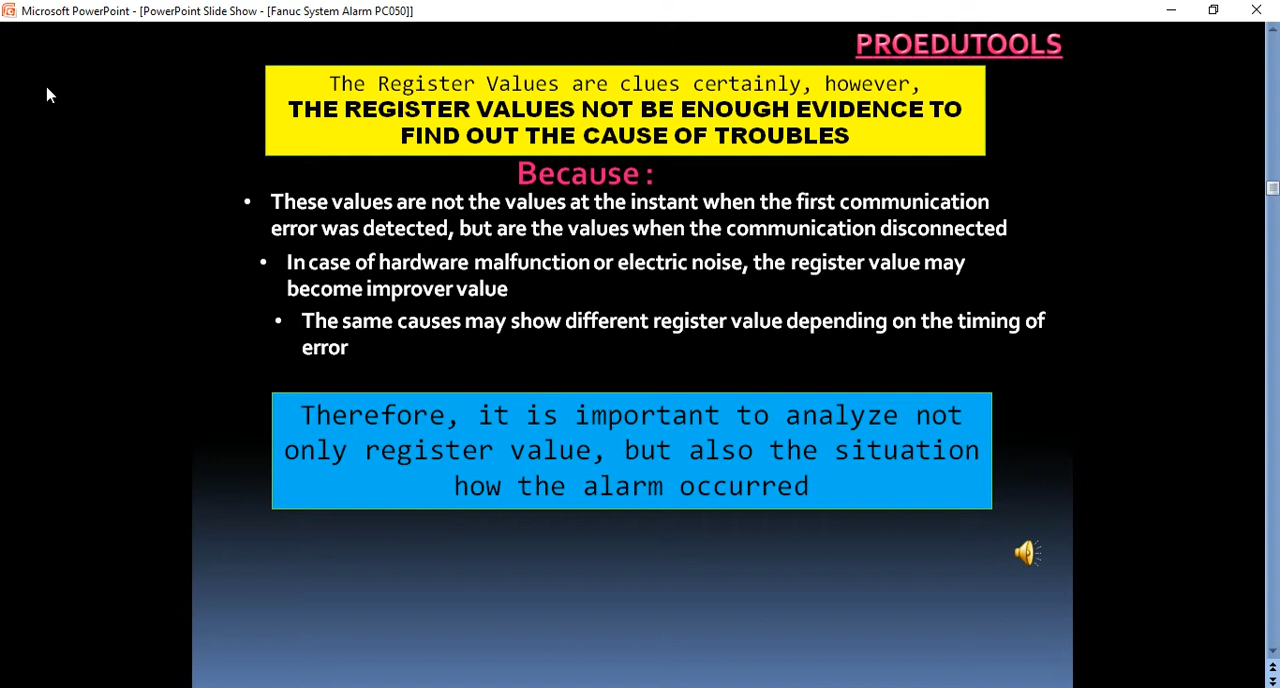 Microsoft PowerPoint - [PowerPoint Slide Show - [Fanuc System Alarm PC050]]
PROEDUTOOLS
The Register Values are clues certainly, however,
THE REGISTER VALUES NOT BE ENOUGH EVIDENCE TO
FIND OUT THE CAUSE OF TROUBLES
Because :
• These values are not the values at the instant when the first communication
error was detected, but are the values when the communication disconnected
• In case of hardware malfunction or electric noise, the register value may
become improver value
• The same causes may show different register value depending on the timing of
error
Therefore, it is important to analyze not
only register value, but also the situation
how the alarm occurred